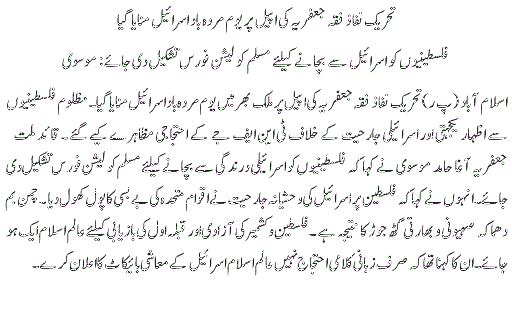 تحریک نفاذ فقہ جعفریہ کی اپیل پر یوم مردہ باد اسرائیل منایا گیا
فلسطینیوں کو اسرائیل سے بچانے کیلئے مسلم کولیشن فورس تشکیل دی جائے: موسوی
اسلام آباد (پ ر) تحریک نفاذ فقہ جعفریہ کی اپیل پر ملک بھر میں یوم مردہ باد اسرائیل منایا گیا۔ مظلوم فلسطینیوں
سے اظہار یکجہتی اور اسرائیلی جارحیت کے خلاف ٹی این ایف جے کے احتجاجی مظاہرے کیے گئے۔ قائد ملت
جعفریہ آغا حامد موسوی نے کہا کہ فلسطینیوں کو اسرائیلی درندگی سے بچانے کیلئے مسلم کولیشن فورس تشکیل دی
جائے۔ انہوں نے کہا کہ فلسطین پر اسرائیل کی وحشیانہ جارحیت نے اقوام متحدہ کی بے بسی کا پول کھول دیا۔ چمن بم
دھماکہ صہیونی و بھارتی گٹھ جوڑ کا نتیجہ ہے۔ فلسطین و کشمیر کی آزادی اور قبلہ اول کی بازیابی کیلئے عالم اسلام ایک ہو
جائے۔ ان کا کہنا تھا کہ صرف زبانی کلامی احتجاج نہیں عالم اسلام اسرائیل کے معاشی بائیکاٹ کا اعلان کرے۔